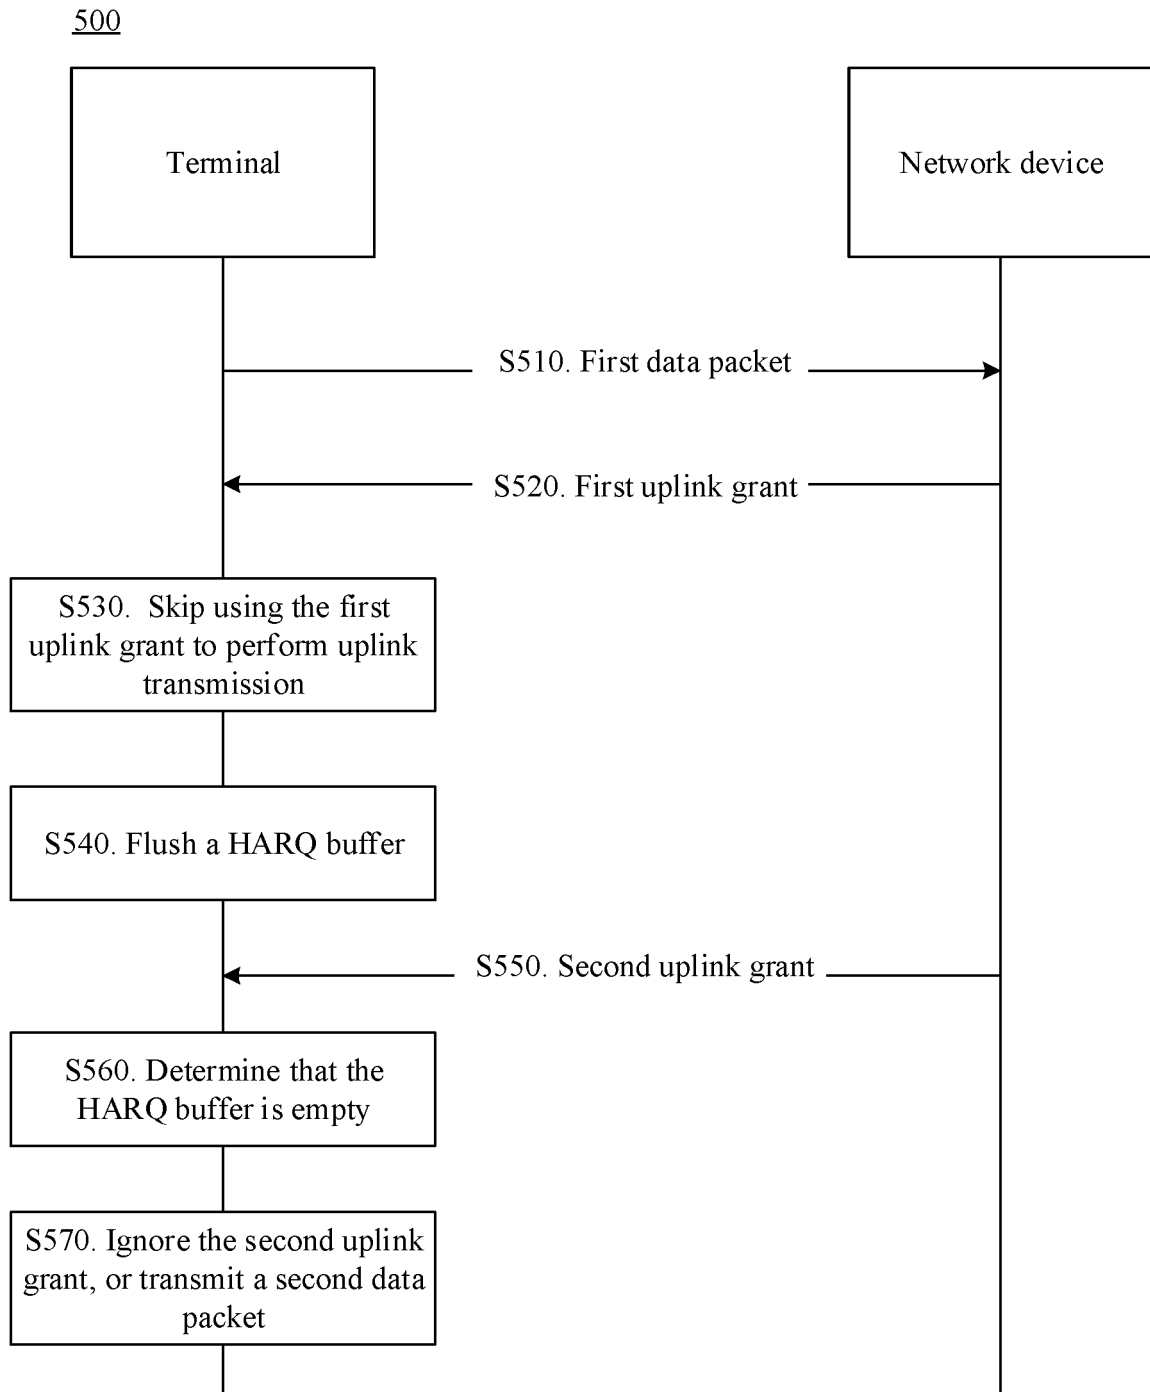 500
Terminal
Network device
S510. First data packet
S520. First uplink grant
S530.  Skip using the first
uplink grant to perform uplink
transmission
S540. Flush a HARQ buffer
S550. Second uplink grant
S560. Determine that the
HARQ buffer is empty
S570. Ignore the second uplink
grant, or transmit a second data
packet